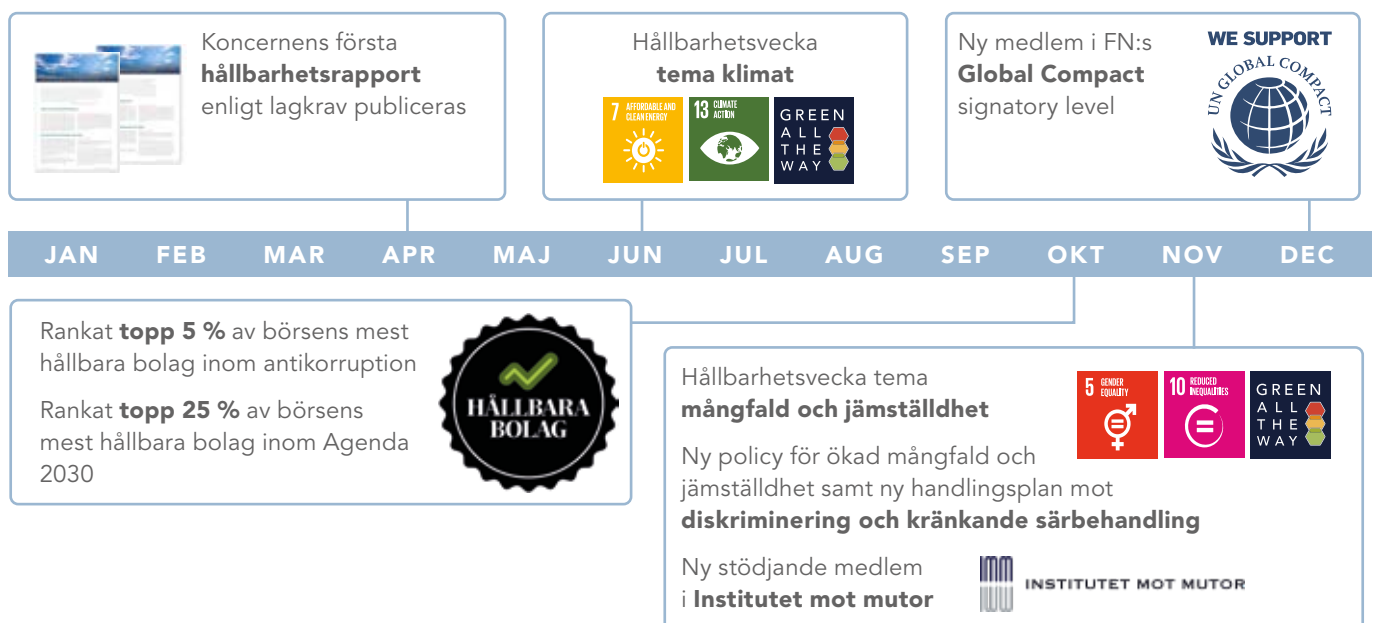 Koncernens första
hållbarhetsrapport
enligt lagkrav publiceras
Hållbarhetsvecka
tema klimat
7 AFFORDABLE AND
CLEAN ENERGY
13 CLIMATE
ACTION
GREEN
ALL
THE
WAY
Ny medlem i FN:s
Global Compact
signatory level
WE SUPPORT
UN GLOBAL COMPACT
JAN FEB MAR APR MAJ JUN JUL AUG SEP OKT NOV DEC
Rankat topp 5 % av börsens mest
hållbara bolag inom antikorruption
Rankat topp 25 % av börsens
mest hållbara bolag inom Agenda
2030
HÅLLBARA
BOLAG
Hållbarhetsvecka tema
mångfald och jämställdhet
5 GENDER
EQUALITY
10 REDUCED
INEQUALITIES
GREEN
ALL
THE
WAY
Ny policy för ökad mångfald och
jämställdhet samt ny handlingsplan mot
diskriminering och kränkande särbehandling
Ny stödjande medlem
i Institutet mot mutor
INSTITUTET MOT MUTOR